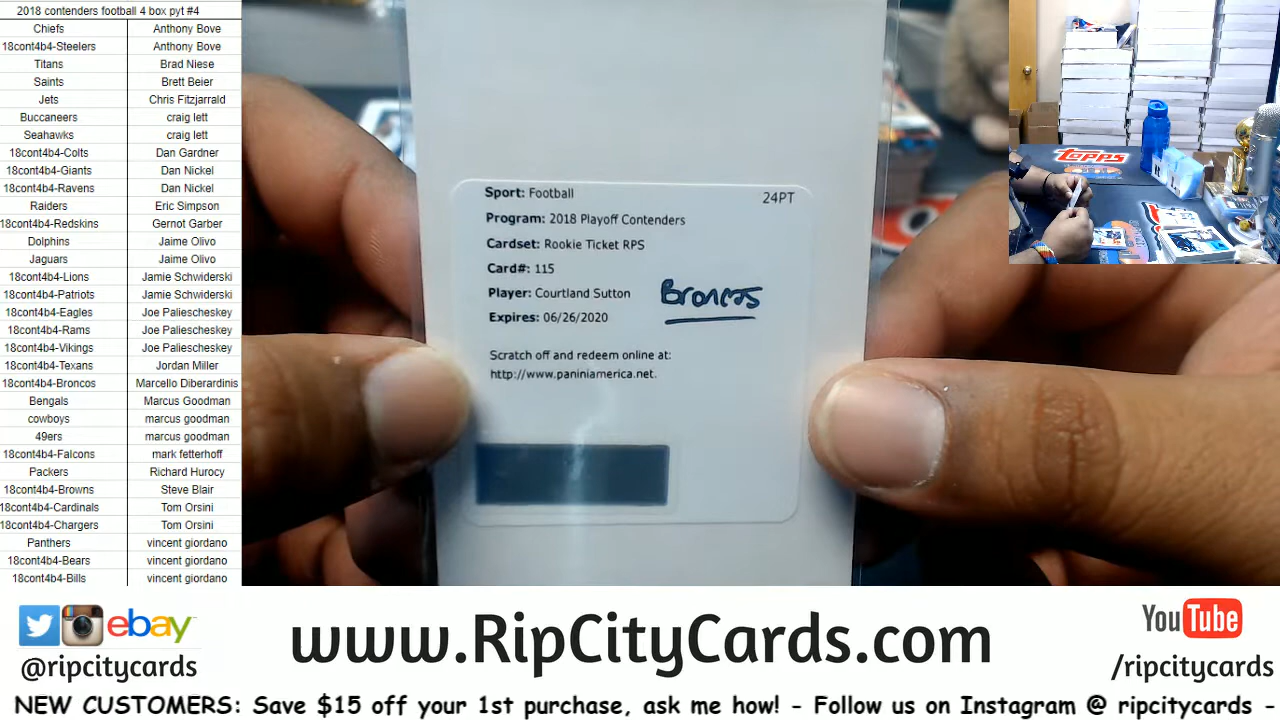 2018 contenders football 4 box pyt #4
Chiefs Anthony Bove
18cont4b4-Steelers Anthony Bove
Titans Brad Niese
Saints Brett Beier
Jets Chris Fitzjarrald
Buccaneers craig lett
Seahawks craig lett
18cont4b4-Colts Dan Gardner
18cont4b4-Giants Dan Nickel
18cont4b4-Ravens Dan Nickel
Raiders Eric Simpson
18cont4b4-Redskins Gernot Garber
Dolphins Jaime Olivo
Jaguars Jaime Olivo
18cont4b4-Lions Jamie Schwiderski
18cont4b4-Patriots Jamie Schwiderski
18cont4b4-Eagles Joe Paliescheskey
18cont4b4-Rams Joe Paliescheskey
18cont4b4-Vikings Joe Paliescheskey
18cont4b4-Texans Jordan Miller
18cont4b4-Broncos Marcello Diberardinis
Bengals Marcus Goodman
cowboys marcus goodman
49ers marcus goodman
18cont4b4-Falcons mark fetterhoff
Packers Richard Hurocy
18cont4b4-Browns Steve Blair
18cont4b4-Cardinals Tom Orsini
18cont4b4-Chargers Tom Orsini
Panthers vincent giordano
18cont4b4-Bears vincent giordano
18cont4b4-Bills vincent giordano
Sport: Football 24PT
Program: 2018 Playoff Contenders
Cardset: Rookie Ticket RPS
Card#: 115
Player: Courtland Sutton Broncos
Expires: 06/26/2020
Scratch off and redeem online at:
http://www.paniniamerica.net.
Topps
ebay
@ripcitycards
www.RipCityCards.com
YouTube
/ripcitycards
NEW CUSTOMERS: Save $15 off your 1st purchase, ask me how! - Follow us on Instagram @ ripcitycards -